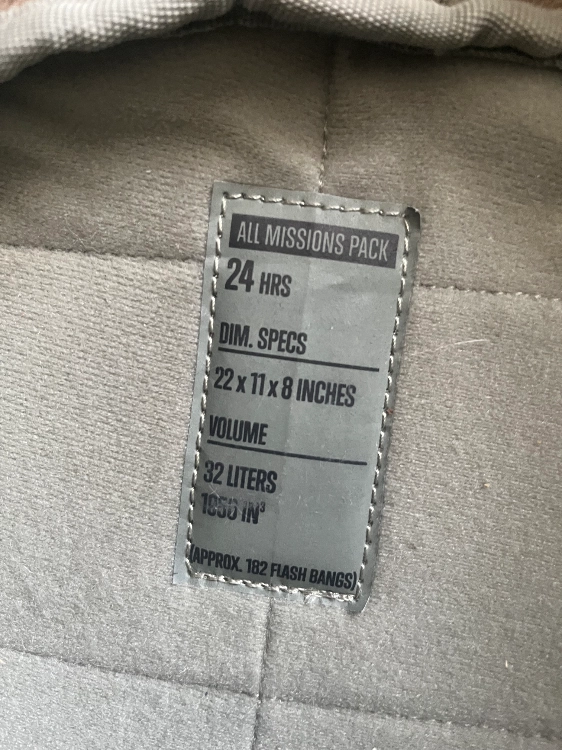 ALL MISSIONS PACK
24 HRS
DIM. SPECS
22 x 11 x 8 INCHES
VOLUME
32 LITERS
1950 IN³
(APPROX. 182 FLASH BANGS)